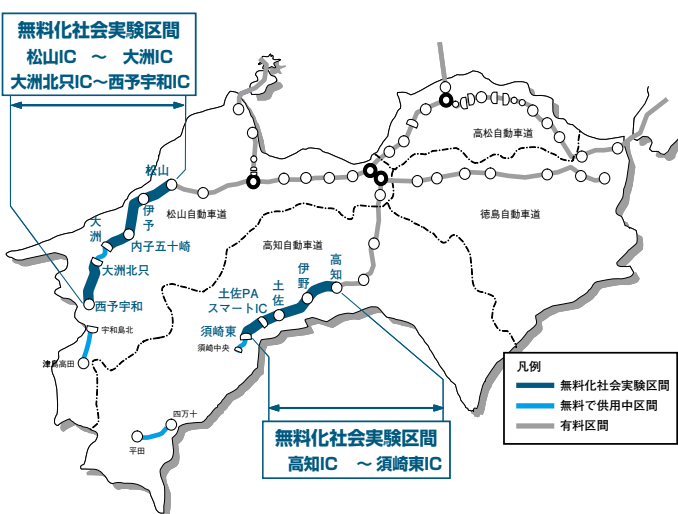 無料化社会実験区間
松山IC ～ 大洲IC
大洲北只IC～西予宇和IC
高松自動車道
松山
伊予
松山自動車道
徳島自動車道
大洲
内子五十崎
高知自動車道
大洲北只
高知
伊野
土佐
土佐PA
スマートIC
西予宇和
須崎東
宇和島北
須崎中央
津島高田
凡例
無料化社会実験区間
無料で供用中区間
有料区間
四万十
平田
無料化社会実験区間
高知IC ～ 須崎東IC